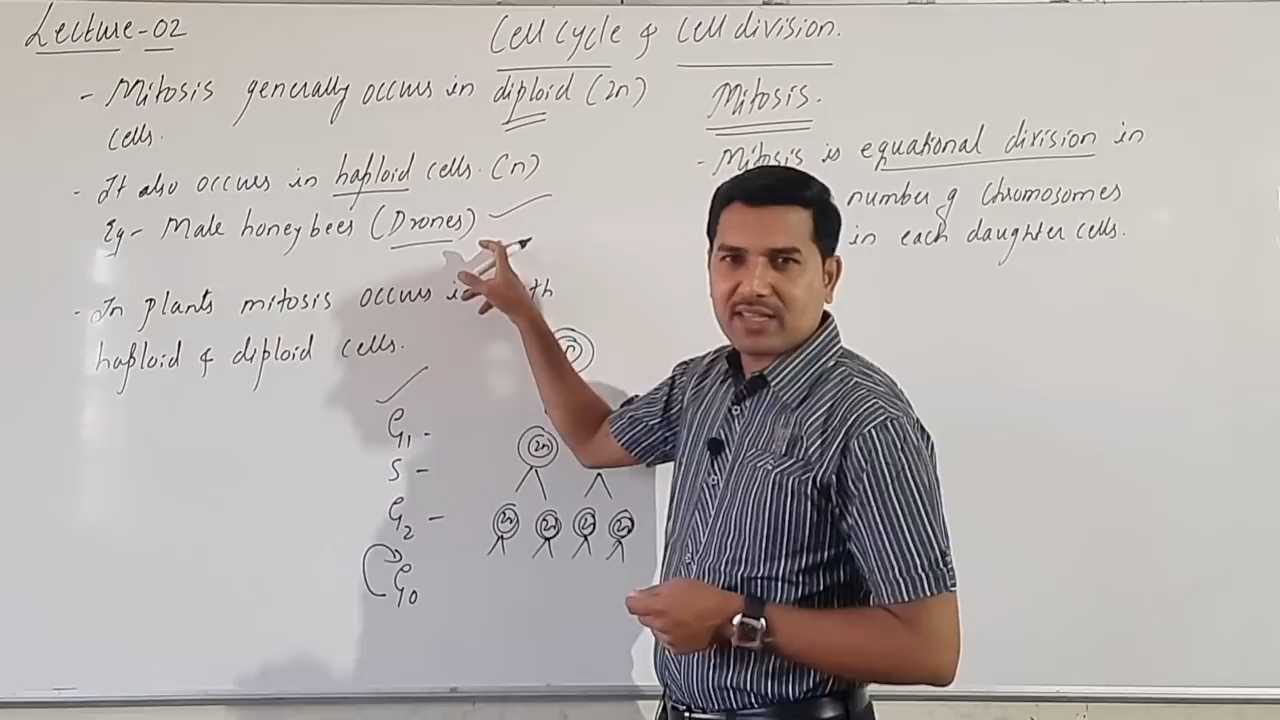 Lecture-02
Cell cycle & Cell division.
- Mitosis generally occurs in diploid (2n)
cells.
- It also occurs in haploid cells. (n)
Eg- Male honeybees (Drones)
- In plants mitosis occurs in
haploid & diploid cells.
G1 -
S -
G2 -
G0
2n
2n 2n 2n 2n
Mitosis.
- Mitosis is equational division in
number of chromosomes
in each daughter cells.